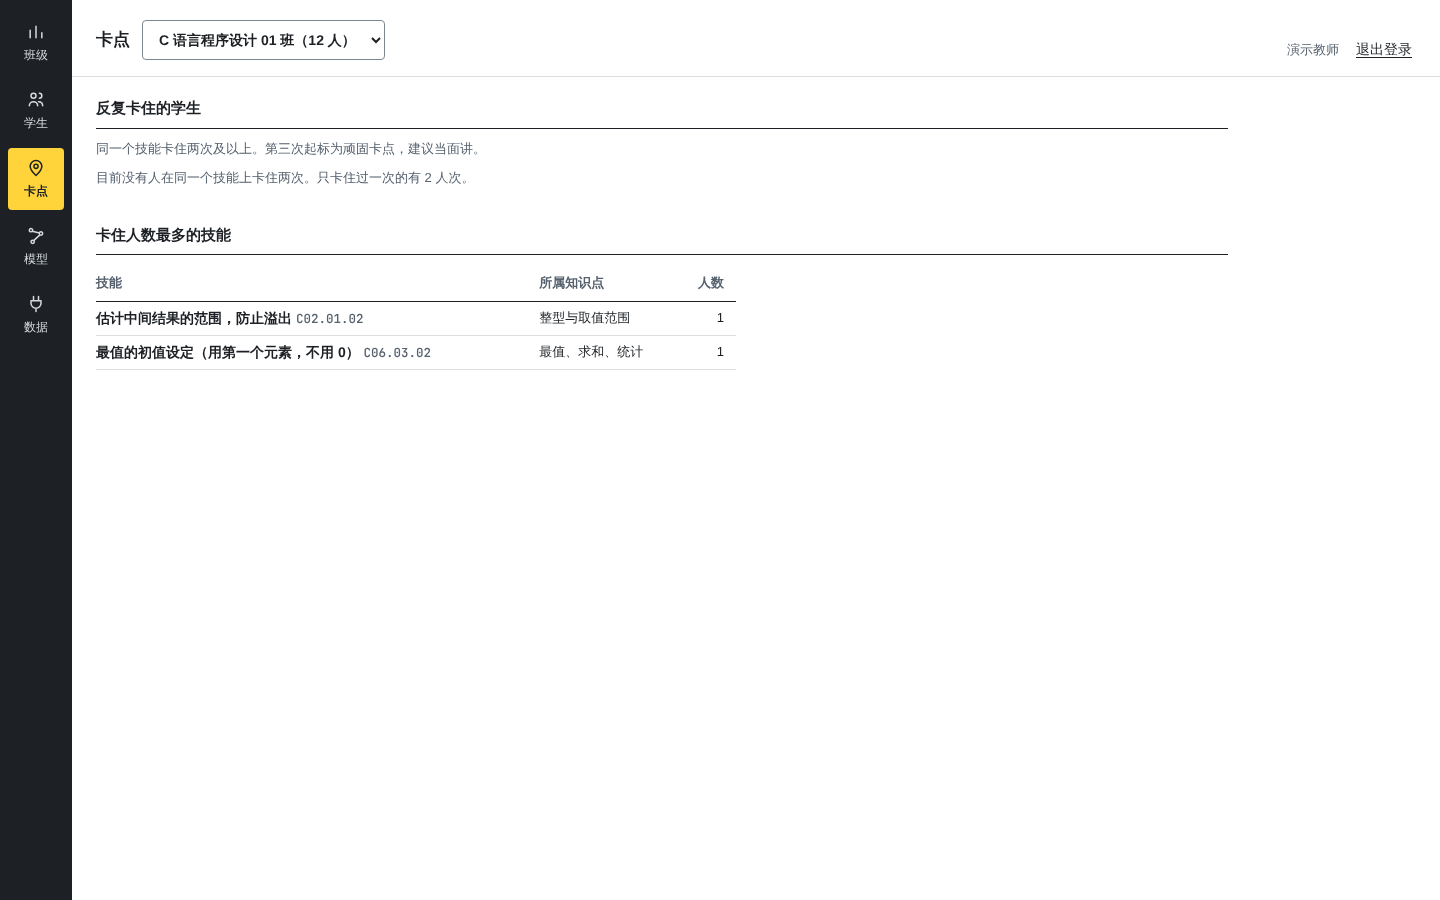 班级
学生
卡点
模型
数据
卡点
C 语言程序设计 01 班（12 人）
演示教师 退出登录
反复卡住的学生
同一个技能卡住两次及以上。第三次起标为顽固卡点，建议当面讲。
目前没有人在同一个技能上卡住两次。只卡住过一次的有 2 人次。
卡住人数最多的技能
技能 所属知识点 人数
估计中间结果的范围，防止溢出 C02.01.02 整型与取值范围 1
最值的初值设定（用第一个元素，不用 0） C06.03.02 最值、求和、统计 1